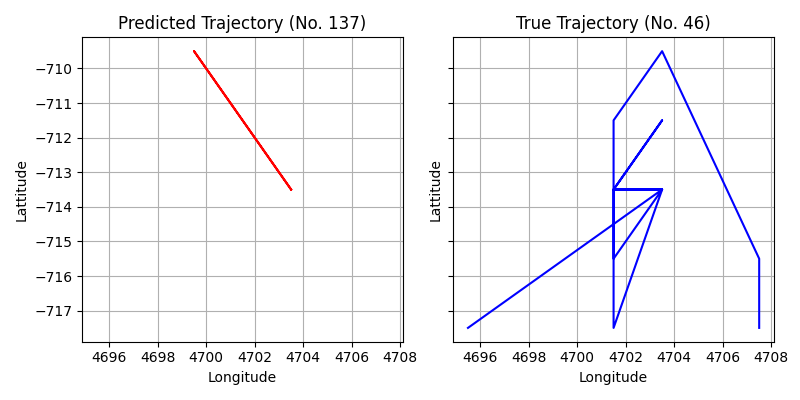 Predicted Trajectory (No. 137)
True Trajectory (No. 46)
Lattitude
−710
−711
−712
−713
−714
−715
−716
−717
4696 4698 4700 4702 4704 4706 4708
Longitude
Lattitude
4696 4698 4700 4702 4704 4706 4708
Longitude